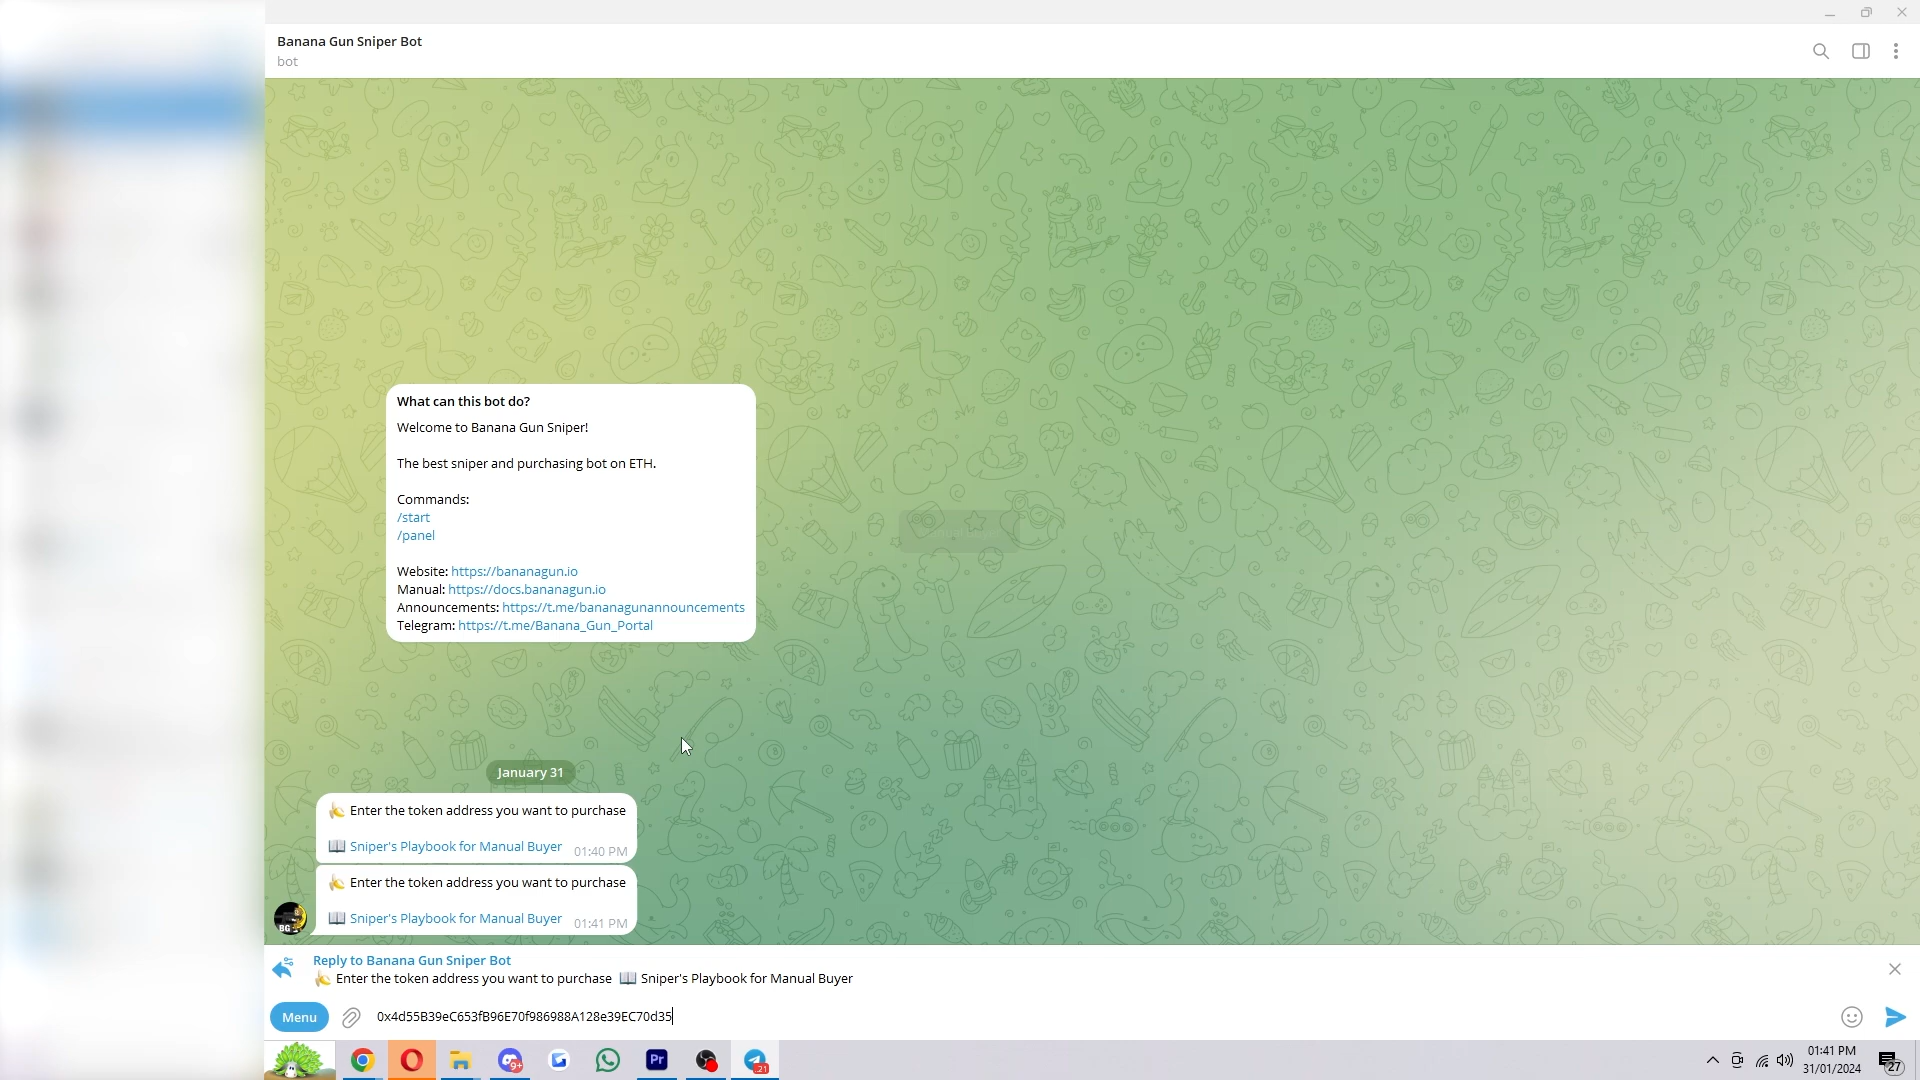 Banana Gun Sniper Bot
bot
What can this bot do?
Welcome to Banana Gun Sniper!
The best sniper and purchasing bot on ETH.
Commands:
/start
/panel
Website: https://bananagun.io
Manual: https://docs.bananagun.io
Announcements: https://t.me/bananagunannouncements
Telegram: https://t.me/Banana_Gun_Portal
January 31
🍌 Enter the token address you want to purchase
📖 Sniper's Playbook for Manual Buyer 01:40 PM
🍌 Enter the token address you want to purchase
📖 Sniper's Playbook for Manual Buyer 01:41 PM
BG
Reply to Banana Gun Sniper Bot
🍌 Enter the token address you want to purchase 📖 Sniper's Playbook for Manual Buyer
Menu
0x4d55B39eC653fB96E70f986988A128e39EC70d35
9+
Pr
21
01:41 PM
31/01/2024
27